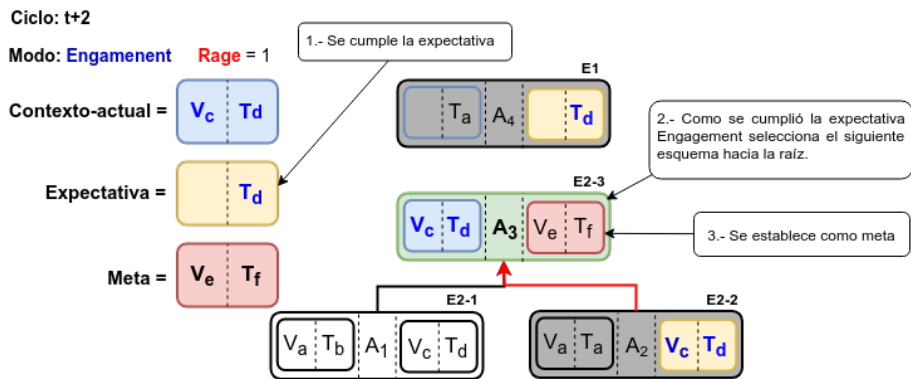 Ciclo: t+2
Modo: Engamenent Rage = 1
1.- Se cumple la expectativa
E1
Contexto-actual = Vc Td
Ta A4 Td
2.- Como se cumplió la expectativa
Engagement selecciona el siguiente
esquema hacia la raíz.
Expectativa = Td
E2-3
Vc Td A3 Ve Tf
3.- Se establece como meta
Meta = Ve Tf
E2-1
E2-2
Va Tb A1 Vc Td
Va Ta A2 Vc Td